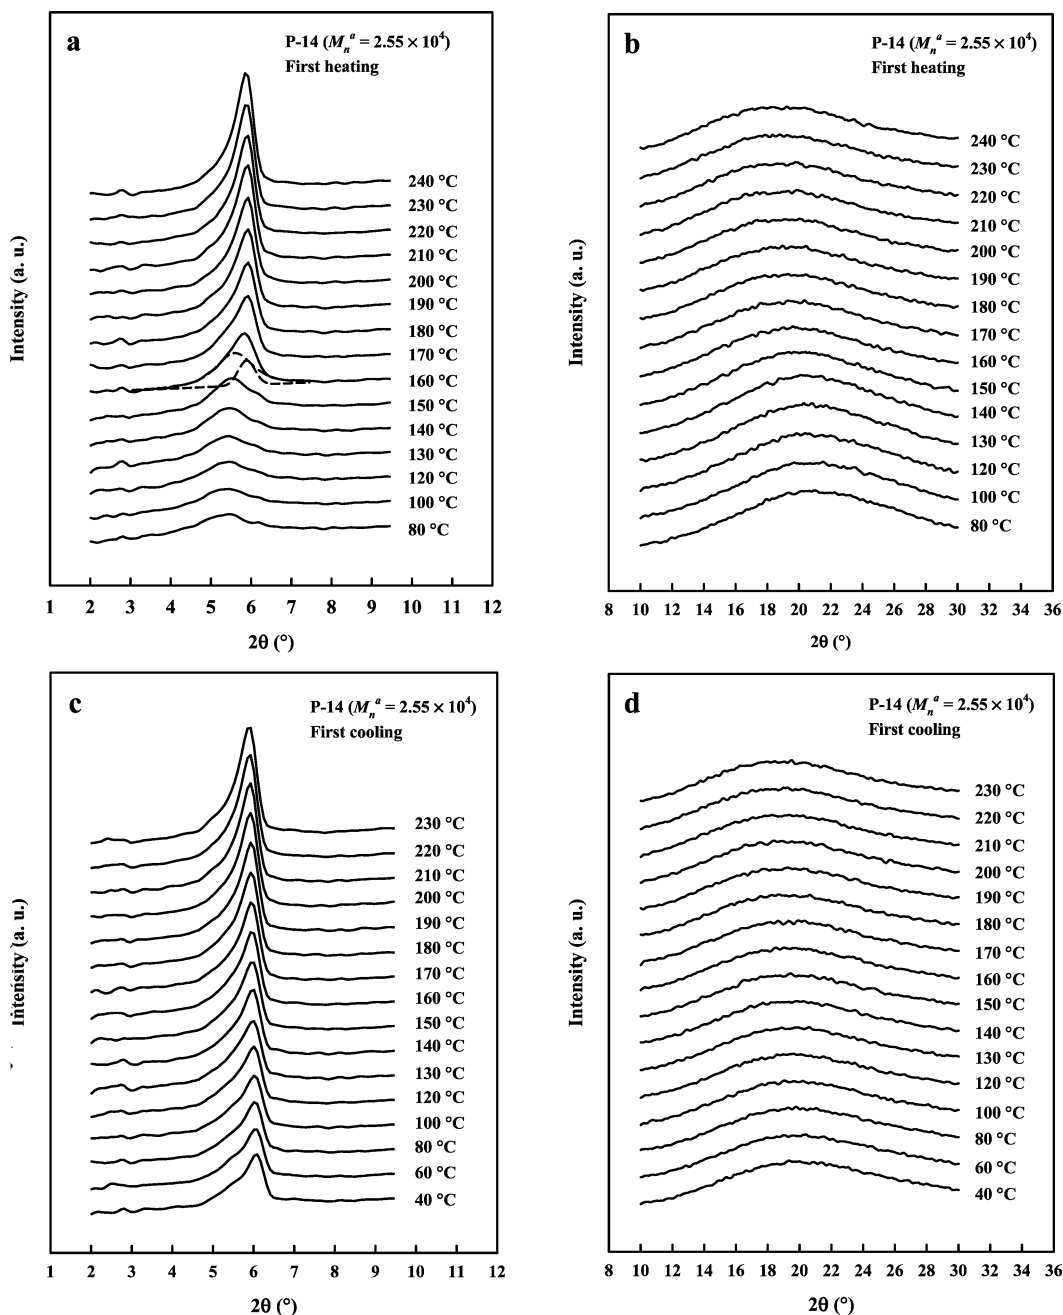 a
P-14 (Mₙᵃ = 2.55 × 10⁴)
First heating
240 °C
230 °C
220 °C
210 °C
200 °C
190 °C
180 °C
170 °C
160 °C
150 °C
140 °C
130 °C
120 °C
100 °C
80 °C
Intensity (a. u.)
1 2 3 4 5 6 7 8 9 10 11 12
2θ (°)
b
P-14 (Mₙᵃ = 2.55 × 10⁴)
First heating
240 °C
230 °C
220 °C
210 °C
200 °C
190 °C
180 °C
170 °C
160 °C
150 °C
140 °C
130 °C
120 °C
100 °C
80 °C
Intensity (a. u.)
8 10 12 14 16 18 20 22 24 26 28 30 32 34 36
2θ (°)
c
P-14 (Mₙᵃ = 2.55 × 10⁴)
First cooling
230 °C
220 °C
210 °C
200 °C
190 °C
180 °C
170 °C
160 °C
150 °C
140 °C
130 °C
120 °C
100 °C
80 °C
60 °C
40 °C
Intensity (a. u.)
1 2 3 4 5 6 7 8 9 10 11 12
2θ (°)
d
P-14 (Mₙᵃ = 2.55 × 10⁴)
First cooling
230 °C
220 °C
210 °C
200 °C
190 °C
180 °C
170 °C
160 °C
150 °C
140 °C
130 °C
120 °C
100 °C
80 °C
60 °C
40 °C
Intensity (a. u.)
8 10 12 14 16 18 20 22 24 26 28 30 32 34 36
2θ (°)